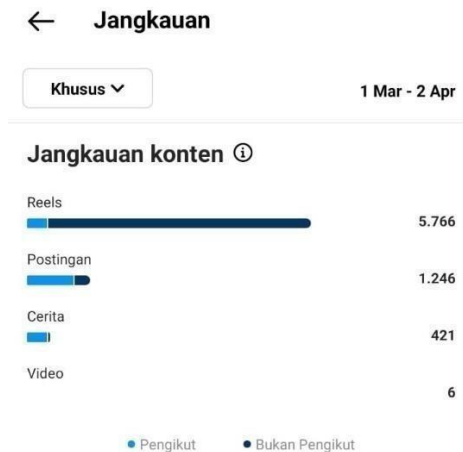 ← Jangkauan
Khusus
1 Mar - 2 Apr
Jangkauan konten
Reels
5.766
Postingan
1.246
Cerita
421
Video
6
Pengikut
Bukan Pengikut